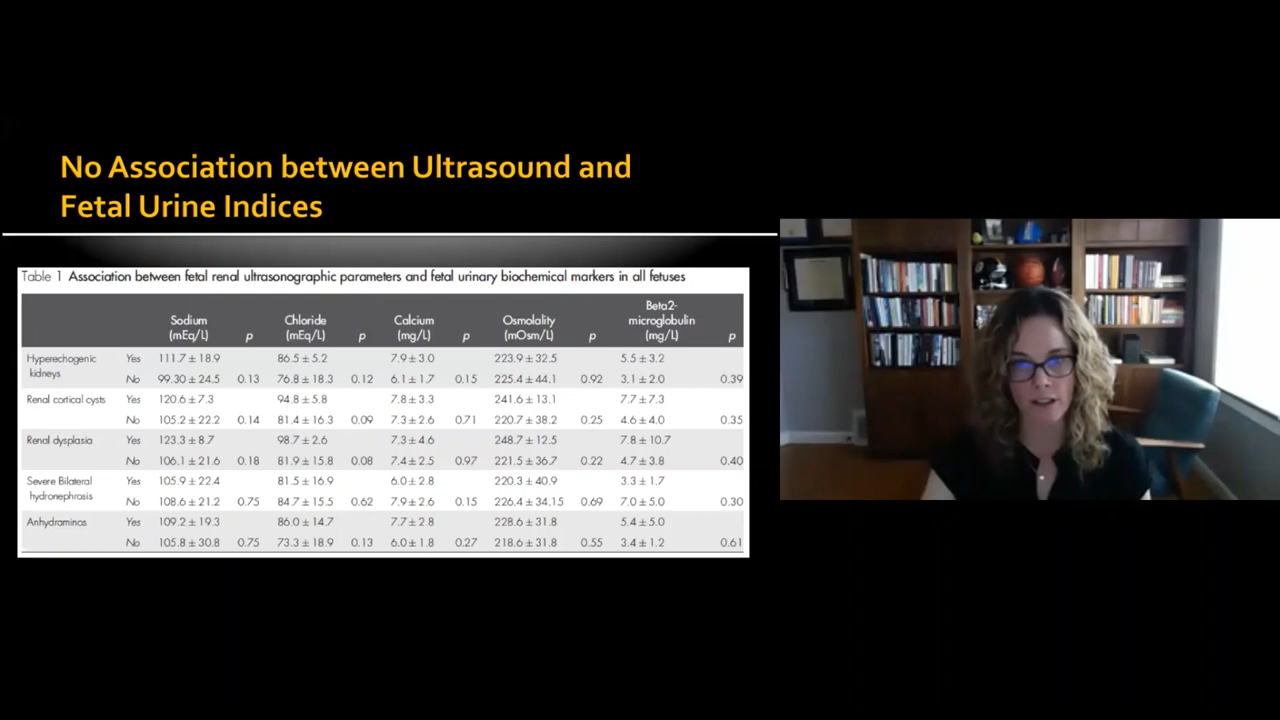 No Association between Ultrasound and
Fetal Urine Indices
Table 1 Association between fetal renal ultrasonographic parameters and fetal urinary biochemical markers in all fetuses
Sodium (mEq/L) p Chloride (mEq/L) p Calcium (mg/L) p Osmolality (mOsm/L) p Beta2-microglobulin (mg/L) p
Hyperechogenic kidneys Yes 111.7 ± 18.9 86.5 ± 5.2 7.9 ± 3.0 223.9 ± 32.5 5.5 ± 3.2
No 99.30 ± 24.5 0.13 76.8 ± 18.3 0.12 6.1 ± 1.7 0.15 225.4 ± 44.1 0.92 3.1 ± 2.0 0.39
Renal cortical cysts Yes 120.6 ± 7.3 94.8 ± 5.8 7.8 ± 3.3 241.6 ± 13.1 7.7 ± 7.3
No 105.2 ± 22.2 0.14 81.4 ± 16.3 0.09 7.3 ± 2.6 0.71 220.7 ± 38.2 0.25 4.6 ± 4.0 0.35
Renal dysplasia Yes 123.3 ± 8.7 98.7 ± 2.6 7.3 ± 4.6 248.7 ± 12.5 7.8 ± 10.7
No 106.1 ± 21.6 0.18 81.9 ± 15.8 0.08 7.4 ± 2.5 0.97 221.5 ± 36.7 0.22 4.7 ± 3.8 0.40
Severe Bilateral hydronephrosis Yes 105.9 ± 22.4 81.5 ± 16.9 6.0 ± 2.8 220.3 ± 40.9 3.3 ± 1.7
No 108.6 ± 21.2 0.75 84.7 ± 15.5 0.62 7.9 ± 2.6 0.15 226.4 ± 34.15 0.69 7.0 ± 5.0 0.30
Anhydraminos Yes 109.2 ± 19.3 86.0 ± 14.7 7.7 ± 2.8 228.6 ± 31.8 5.4 ± 5.0
No 105.8 ± 30.8 0.75 73.3 ± 18.9 0.13 6.0 ± 1.8 0.27 218.6 ± 31.8 0.55 3.4 ± 1.2 0.61